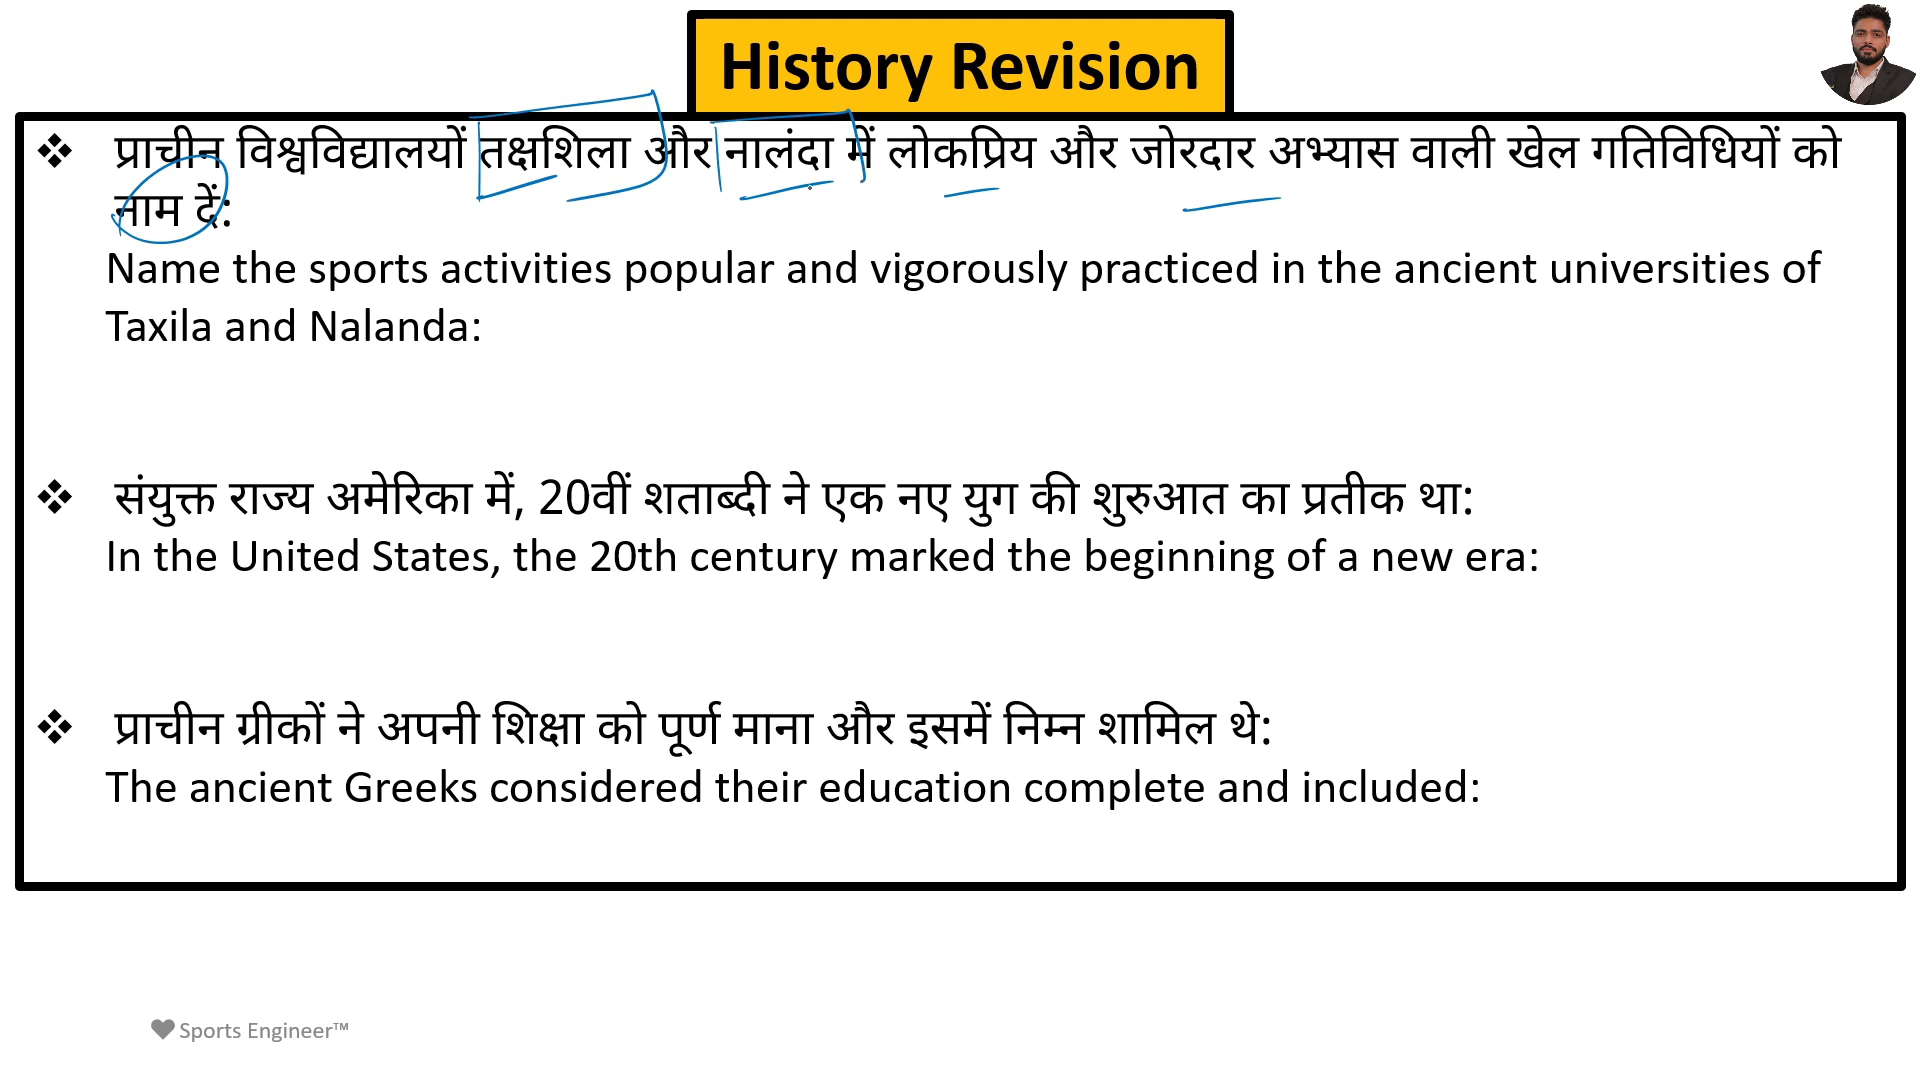 History Revision
❖ प्राचीन विश्वविद्यालयों तक्षशिला और नालंदा में लोकप्रिय और जोरदार अभ्यास वाली खेल गतिविधियों को
नाम दें:
Name the sports activities popular and vigorously practiced in the ancient universities of
Taxila and Nalanda:
❖ संयुक्त राज्य अमेरिका में, 20वीं शताब्दी ने एक नए युग की शुरुआत का प्रतीक था:
In the United States, the 20th century marked the beginning of a new era:
❖ प्राचीन ग्रीकों ने अपनी शिक्षा को पूर्ण माना और इसमें निम्न शामिल थे:
The ancient Greeks considered their education complete and included:
Sports Engineer™